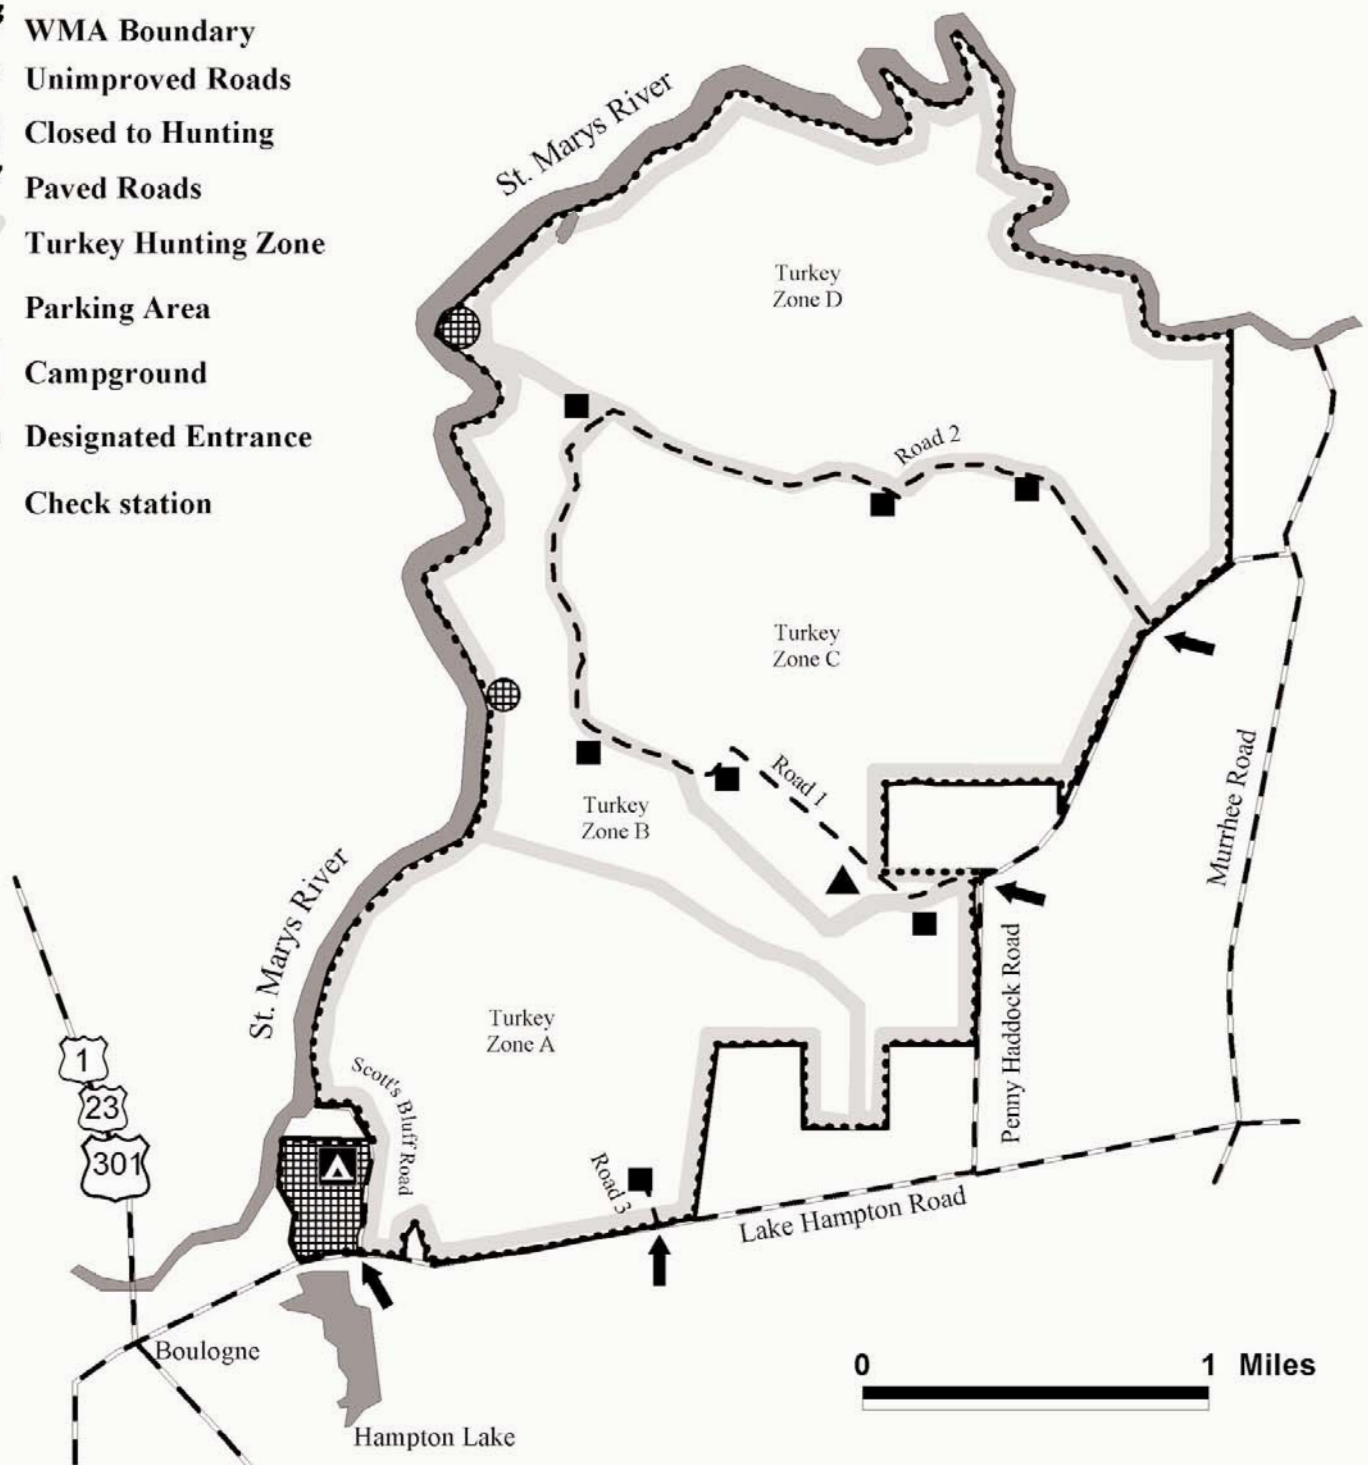 WMA Boundary
Unimproved Roads
Closed to Hunting
Paved Roads
Turkey Hunting Zone
Parking Area
Campground
Designated Entrance
Check station
St. Marys River
Turkey
Zone D
Road 2
Turkey
Zone C
Road 1
Turkey
Zone B
Murrhee Road
St. Marys River
Turkey
Zone A
Penny Haddock Road
Scott's Bluff Road
1
23
301
Road 3
Lake Hampton Road
Boulogne
Hampton Lake
0 1 Miles